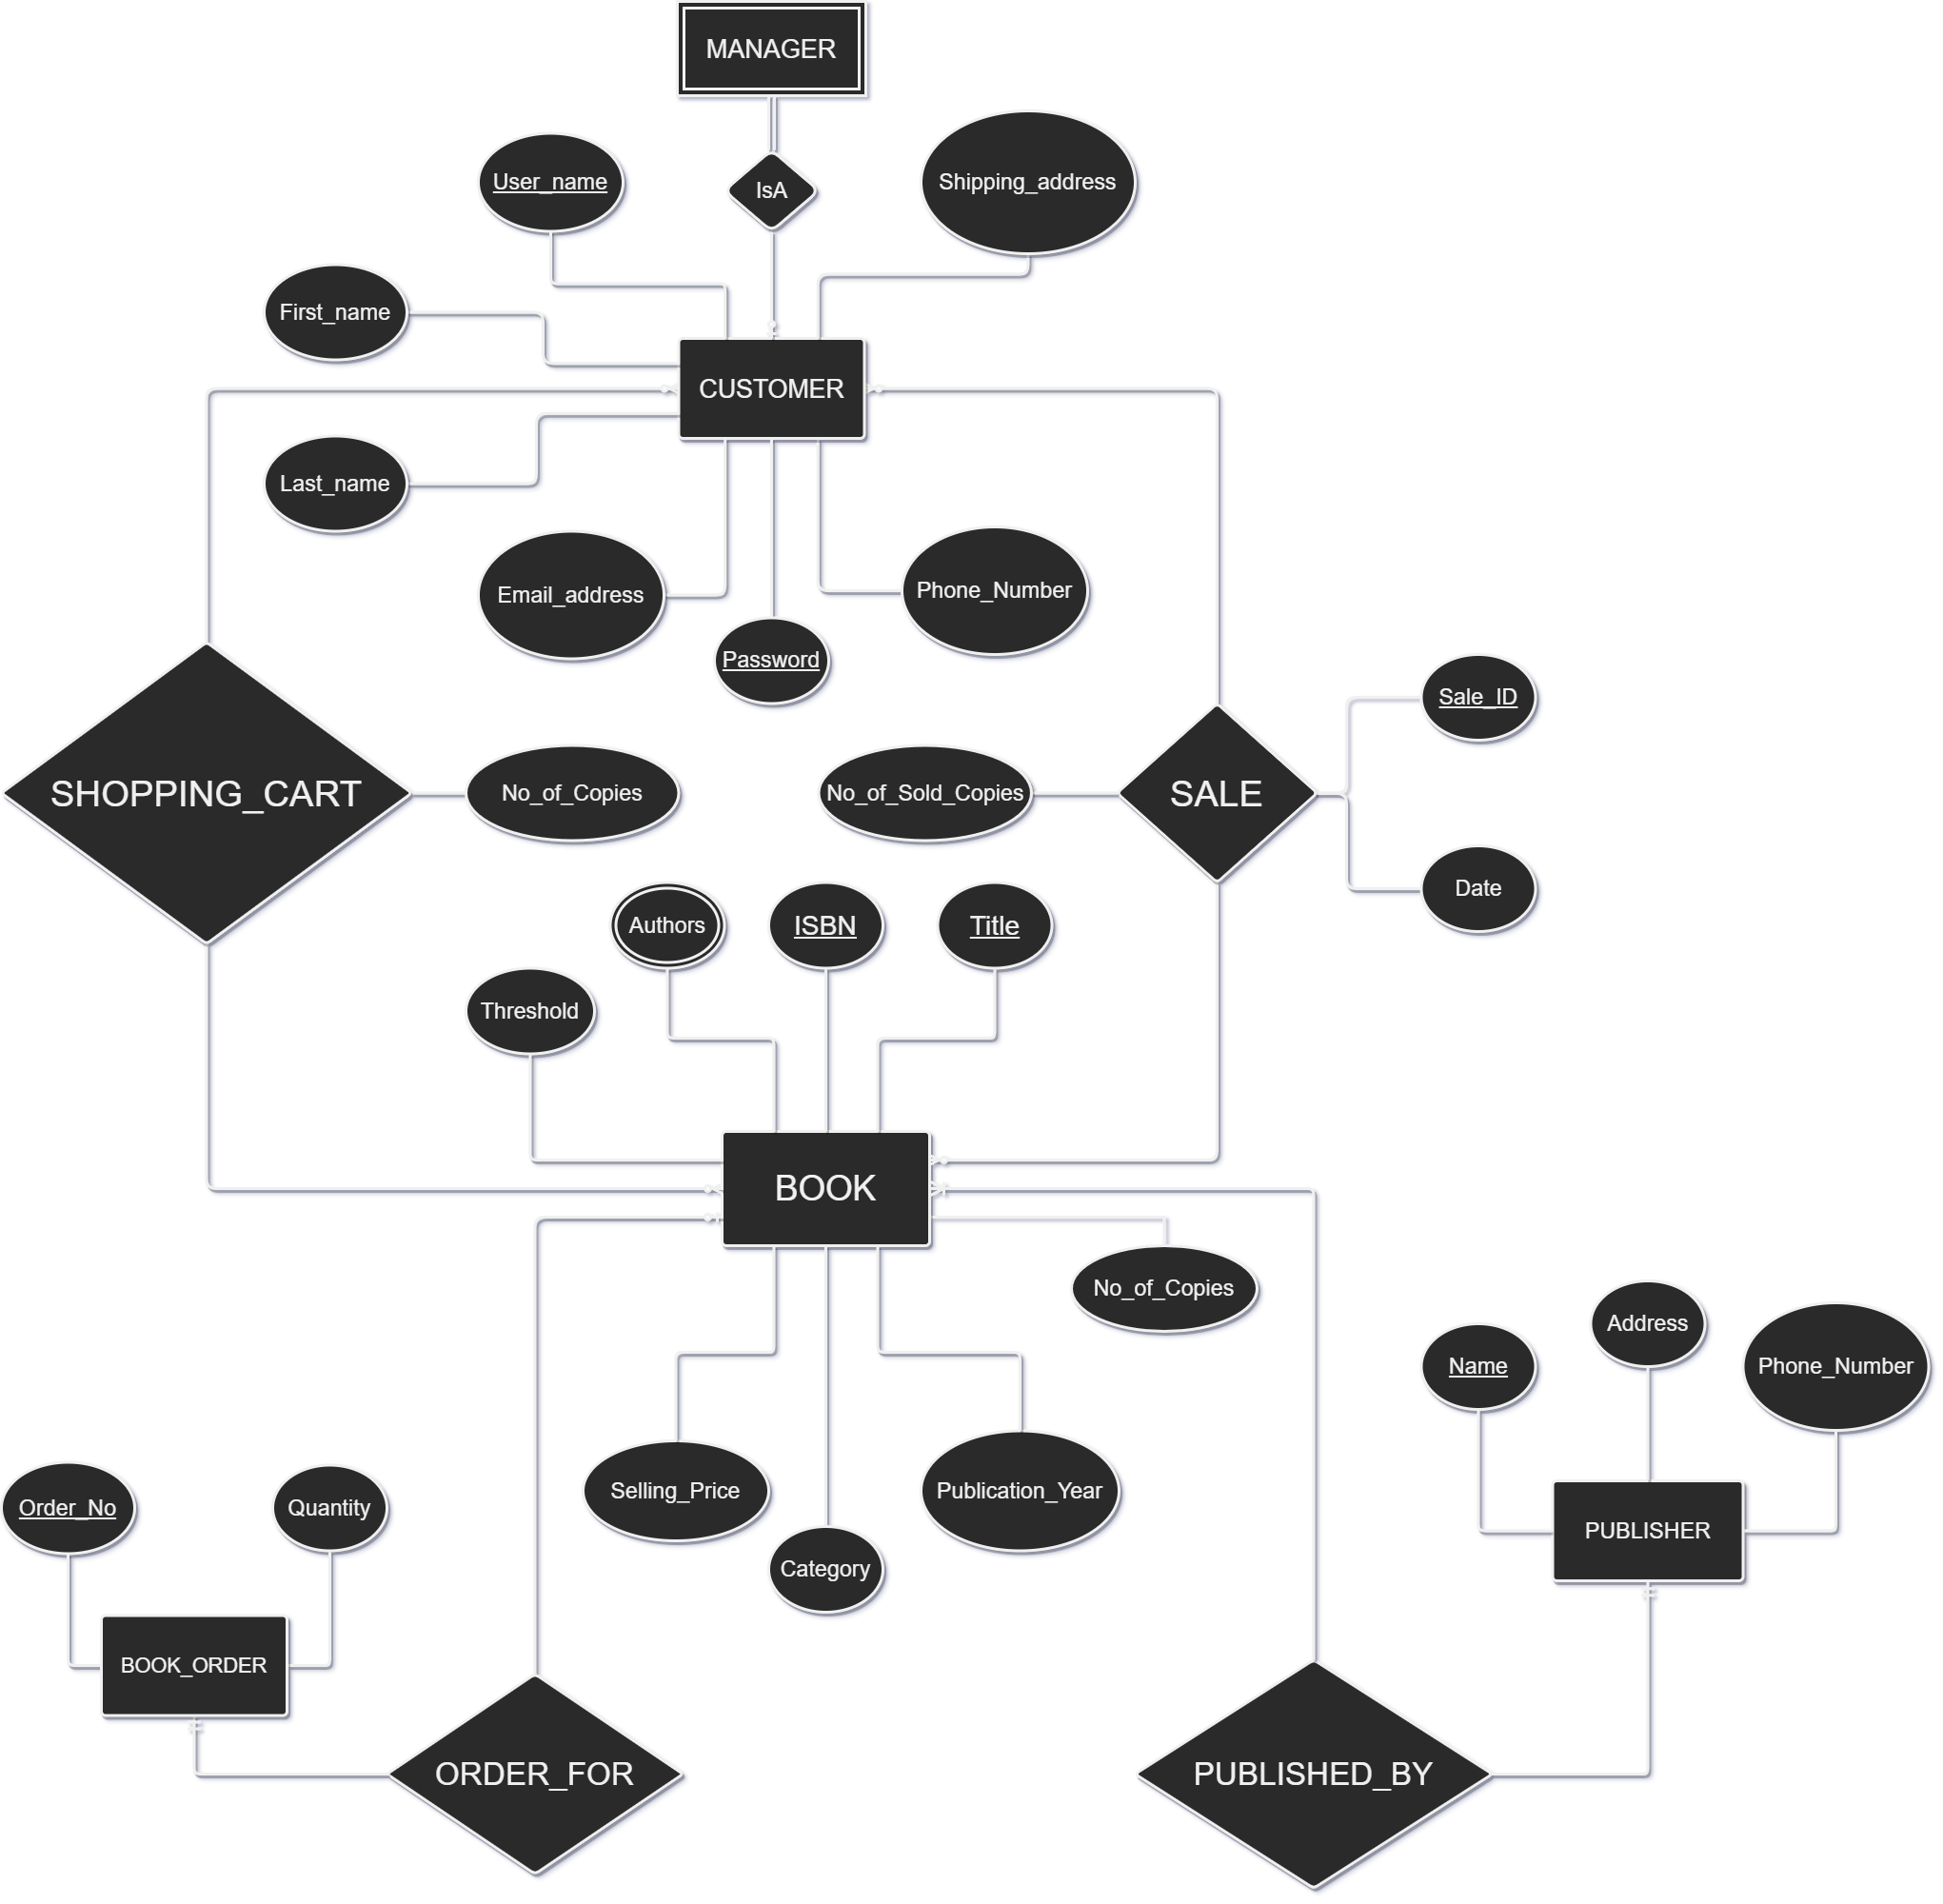 MANAGER
User_name
IsA
Shipping_address
First_name
CUSTOMER
Last_name
Email_address
Phone_Number
Password
Sale_ID
SHOPPING_CART
No_of_Copies
No_of_Sold_Copies
SALE
Date
Authors
ISBN
Title
Threshold
BOOK
No_of_Copies
Address
Name
Phone_Number
Selling_Price
Publication_Year
Order_No
Quantity
PUBLISHER
Category
BOOK_ORDER
ORDER_FOR
PUBLISHED_BY